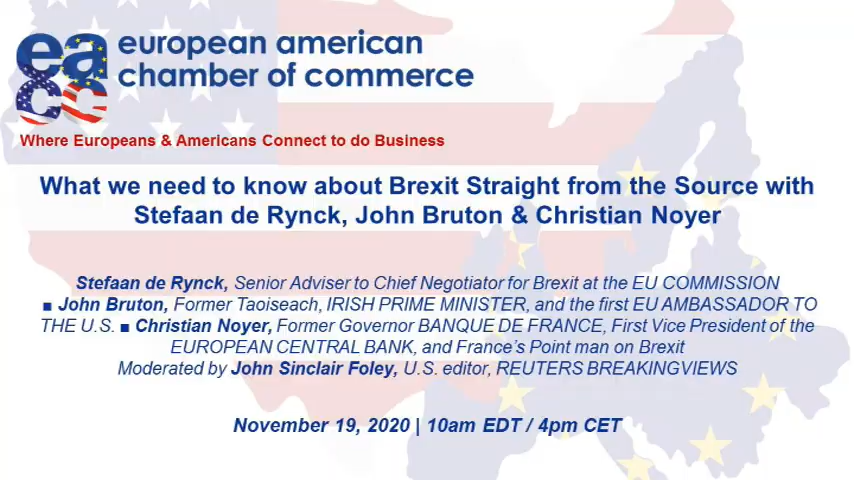 ea
cc
european american
chamber of commerce
Where Europeans & Americans Connect to do Business
What we need to know about Brexit Straight from the Source with
Stefaan de Rynck, John Bruton & Christian Noyer
Stefaan de Rynck, Senior Adviser to Chief Negotiator for Brexit at the EU COMMISSION
■ John Bruton, Former Taoiseach, IRISH PRIME MINISTER, and the first EU AMBASSADOR TO
THE U.S. ■ Christian Noyer, Former Governor BANQUE DE FRANCE, First Vice President of the
EUROPEAN CENTRAL BANK, and France's Point man on Brexit
Moderated by John Sinclair Foley, U.S. editor, REUTERS BREAKINGVIEWS
November 19, 2020 | 10am EDT / 4pm CET